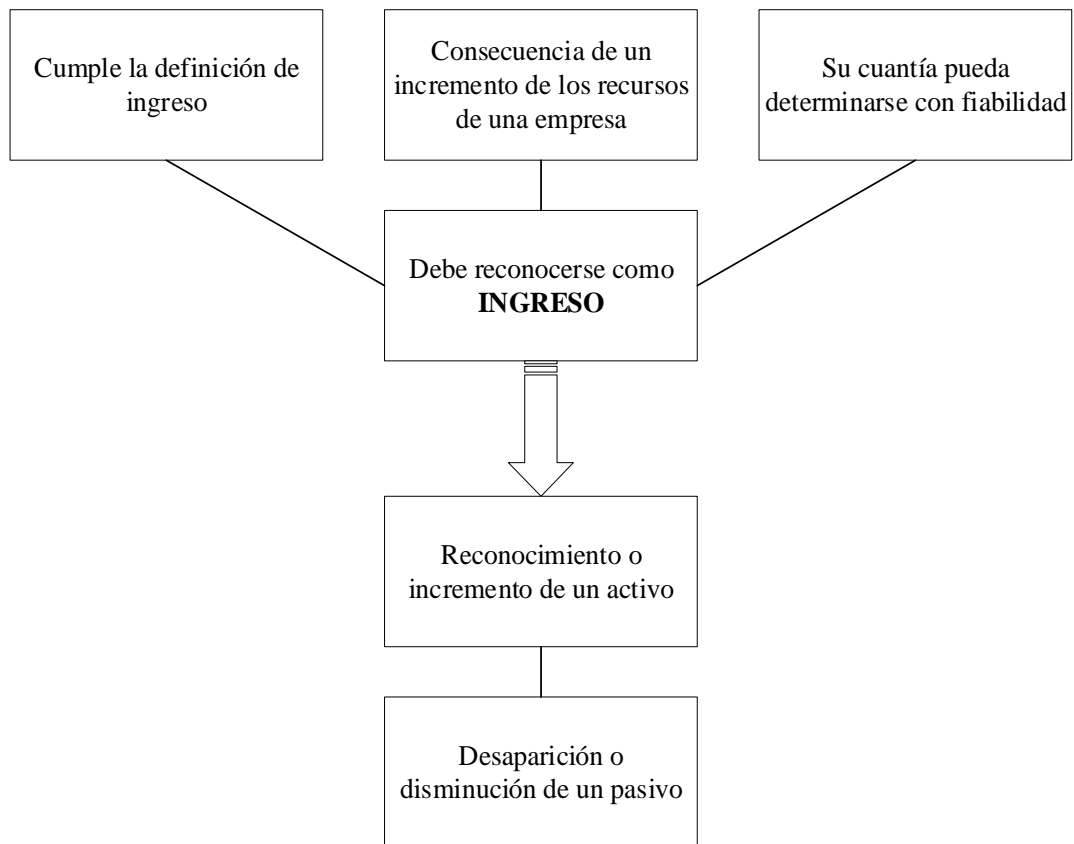 Cumple la definición de
ingreso
Consecuencia de un
incremento de los recursos
de una empresa
Su cuantía pueda
determinarse con fiabilidad
Debe reconocerse como
INGRESO
Reconocimiento o
incremento de un activo
Desaparición o
disminución de un pasivo